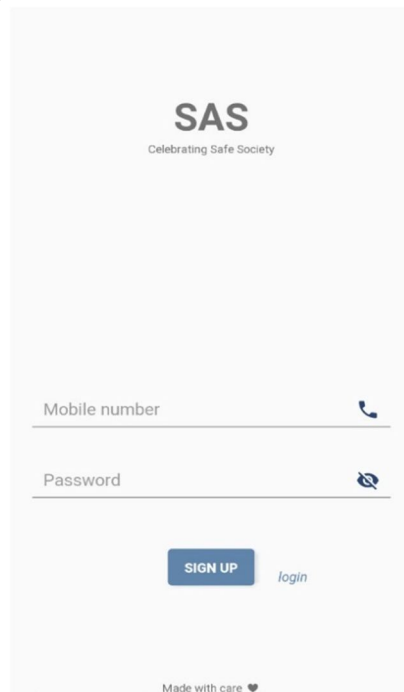 SAS
Celebrating Safe Society
Mobile number
Password
SIGN UP login
Made with care